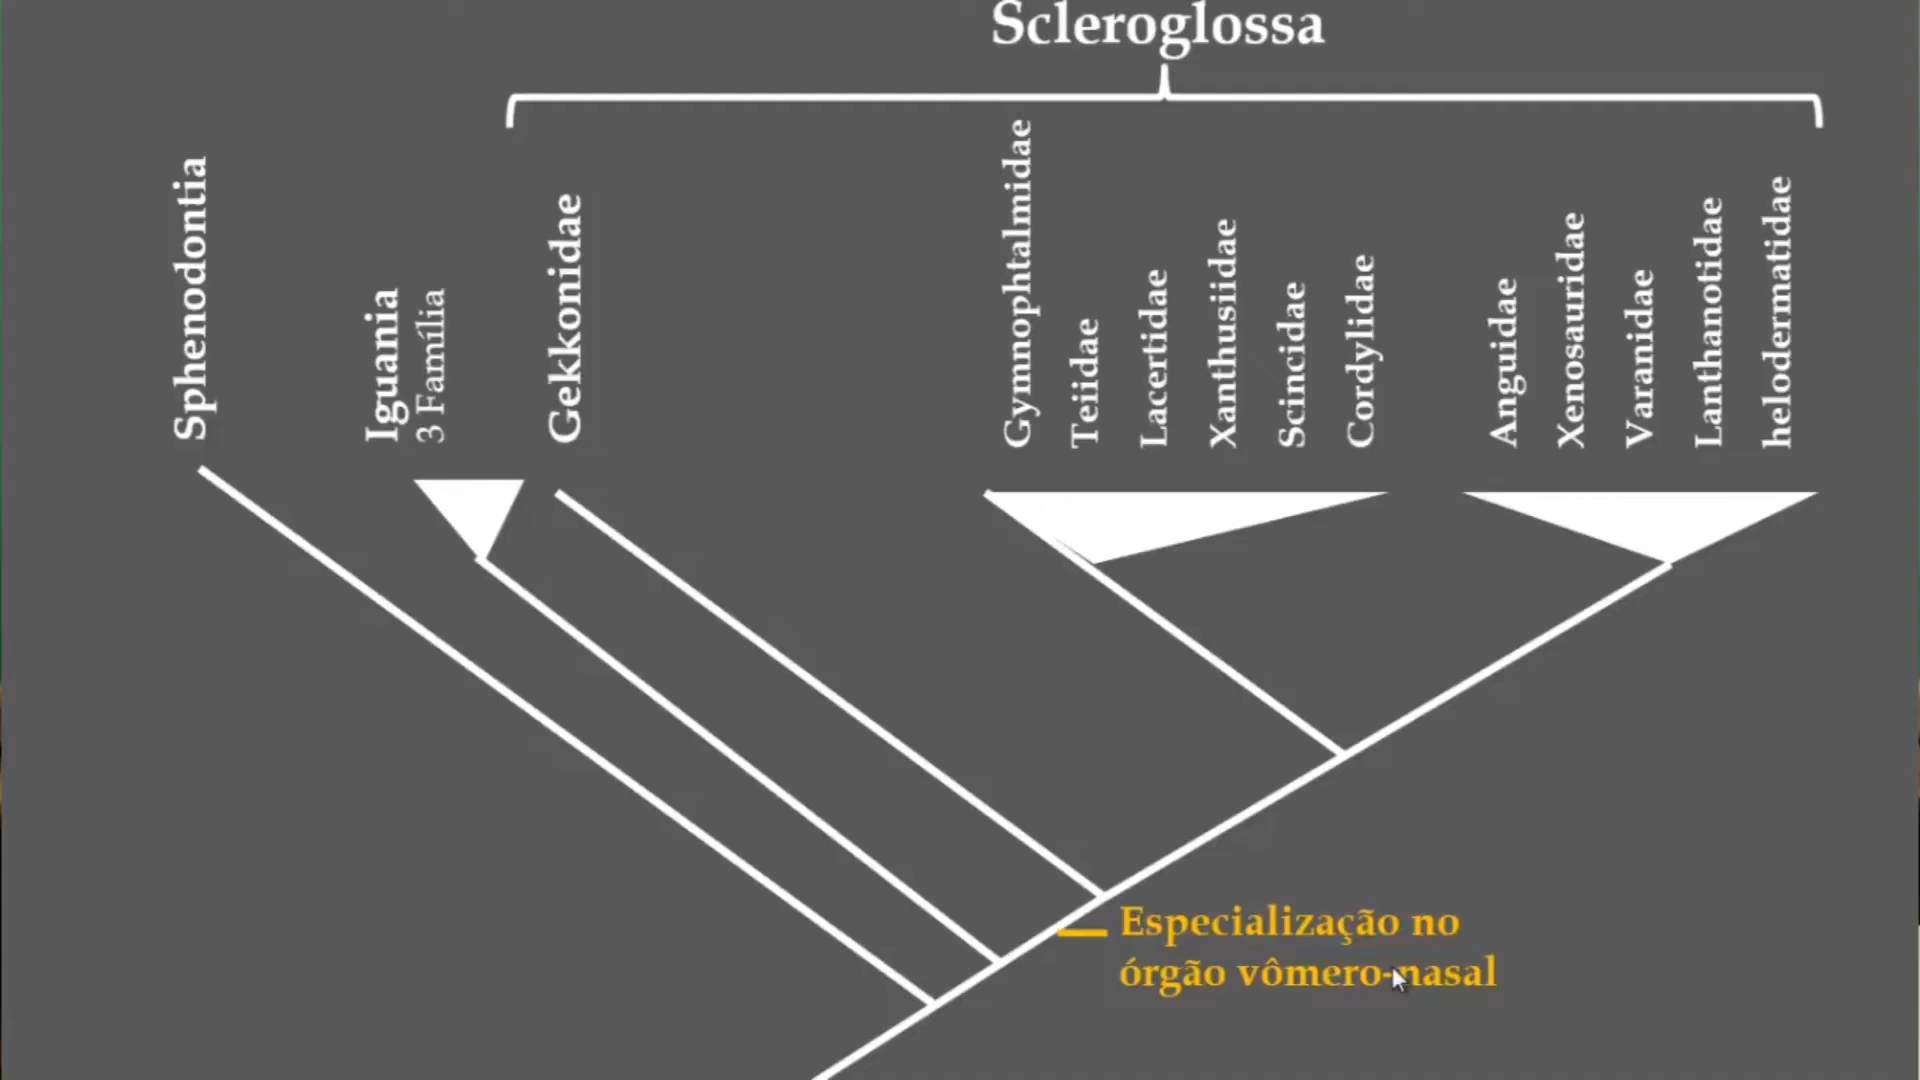 Scleroglossa
Sphenodontia
Iguania
3 Família
Gekkonidae
Gymnophtalmidae
Teiidae
Lacertidae
Xanthusiidae
Scincidae
Cordylidae
Anguidae
Xenosauridae
Varanidae
Lanthanotidae
helodermatidae
Especialização no
órgão vômero-nasal